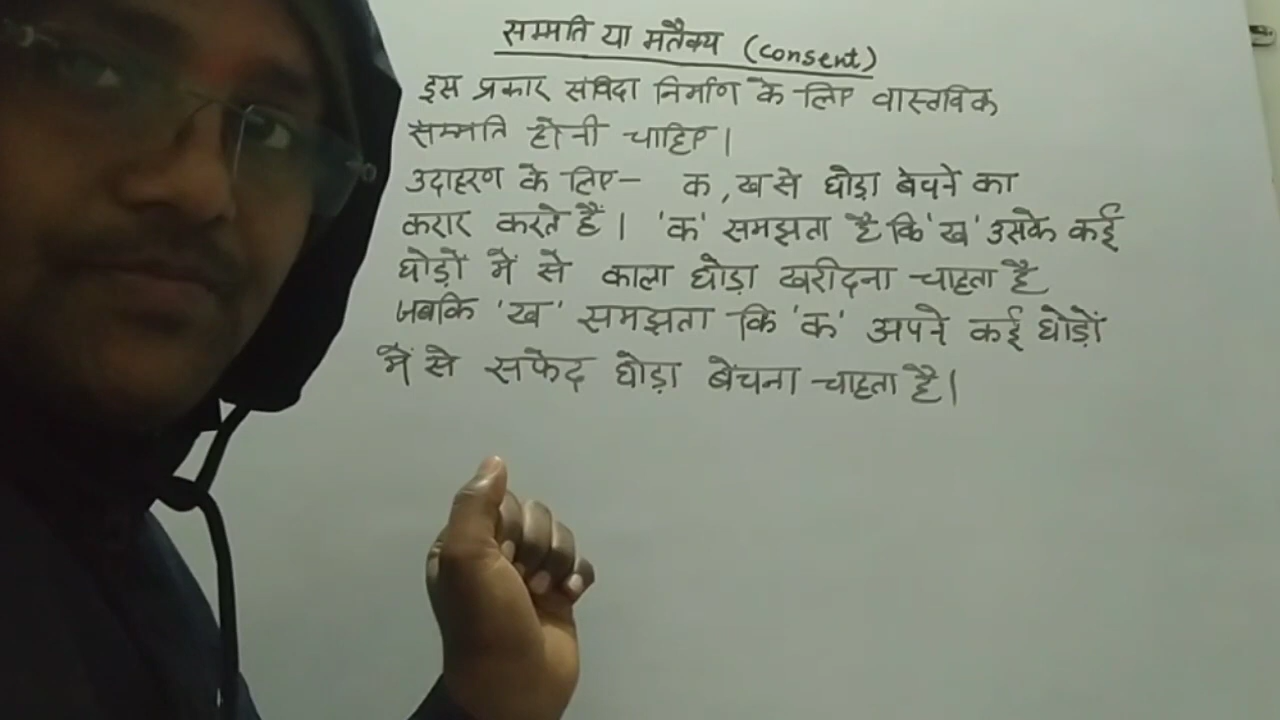 सम्मति या मतैक्य (consent)
इस प्रकार संविदा निर्माण के लिए वास्तविक
सम्मति होनी चाहिए।
उदाहरण के लिए- क, ख से घोड़ा बेचने का
करार करते हैं। 'क' समझता है कि 'ख' उसके कई
घोड़ों में से काला घोड़ा खरीदना चाहता है
जबकि 'ख' समझता कि 'क' अपने कई घोड़ों
में से सफेद घोड़ा बेचना चाहता है।